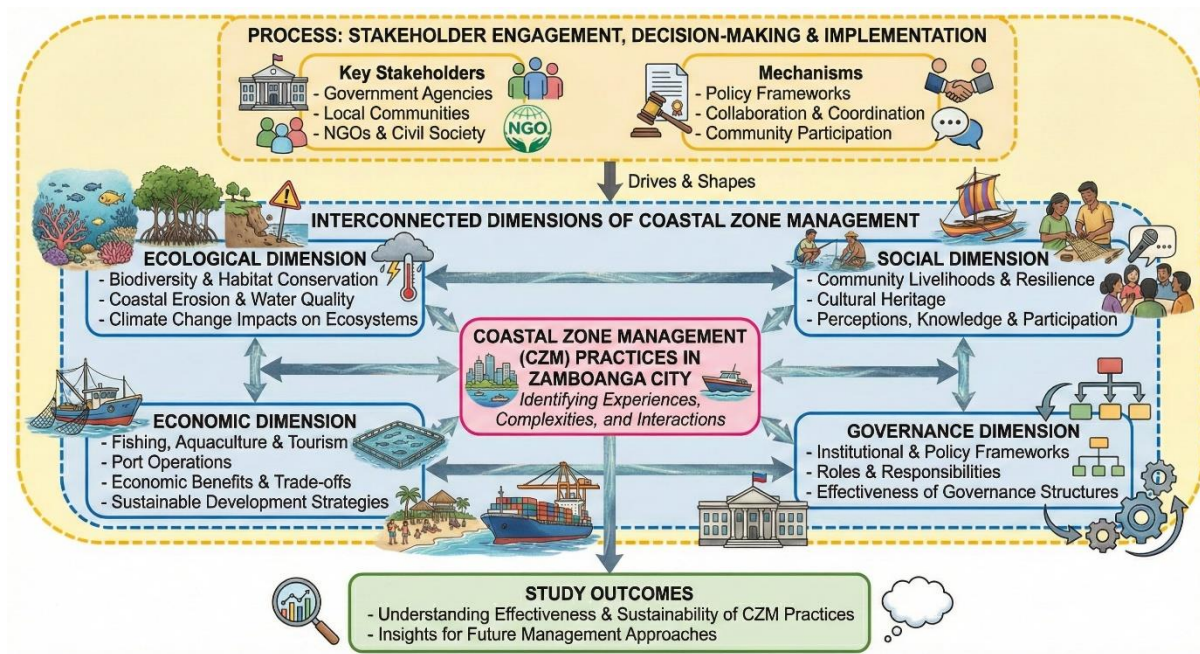 PROCESS: STAKEHOLDER ENGAGEMENT, DECISION-MAKING & IMPLEMENTATION
Key Stakeholders
- Government Agencies
- Local Communities
- NGOs & Civil Society
NGO
Mechanisms
- Policy Frameworks
- Collaboration & Coordination
- Community Participation
Drives & Shapes
INTERCONNECTED DIMENSIONS OF COASTAL ZONE MANAGEMENT
ECOLOGICAL DIMENSION
- Biodiversity & Habitat Conservation
- Coastal Erosion & Water Quality
- Climate Change Impacts on Ecosystems
SOCIAL DIMENSION
- Community Livelihoods & Resilience
- Cultural Heritage
- Perceptions, Knowledge & Participation
COASTAL ZONE MANAGEMENT
(CZM) PRACTICES IN
ZAMBOANGA CITY
Identifying Experiences,
Complexities, and Interactions
ECONOMIC DIMENSION
- Fishing, Aquaculture & Tourism
- Port Operations
- Economic Benefits & Trade-offs
- Sustainable Development Strategies
GOVERNANCE DIMENSION
- Institutional & Policy Frameworks
- Roles & Responsibilities
- Effectiveness of Governance Structures
STUDY OUTCOMES
- Understanding Effectiveness & Sustainability of CZM Practices
- Insights for Future Management Approaches